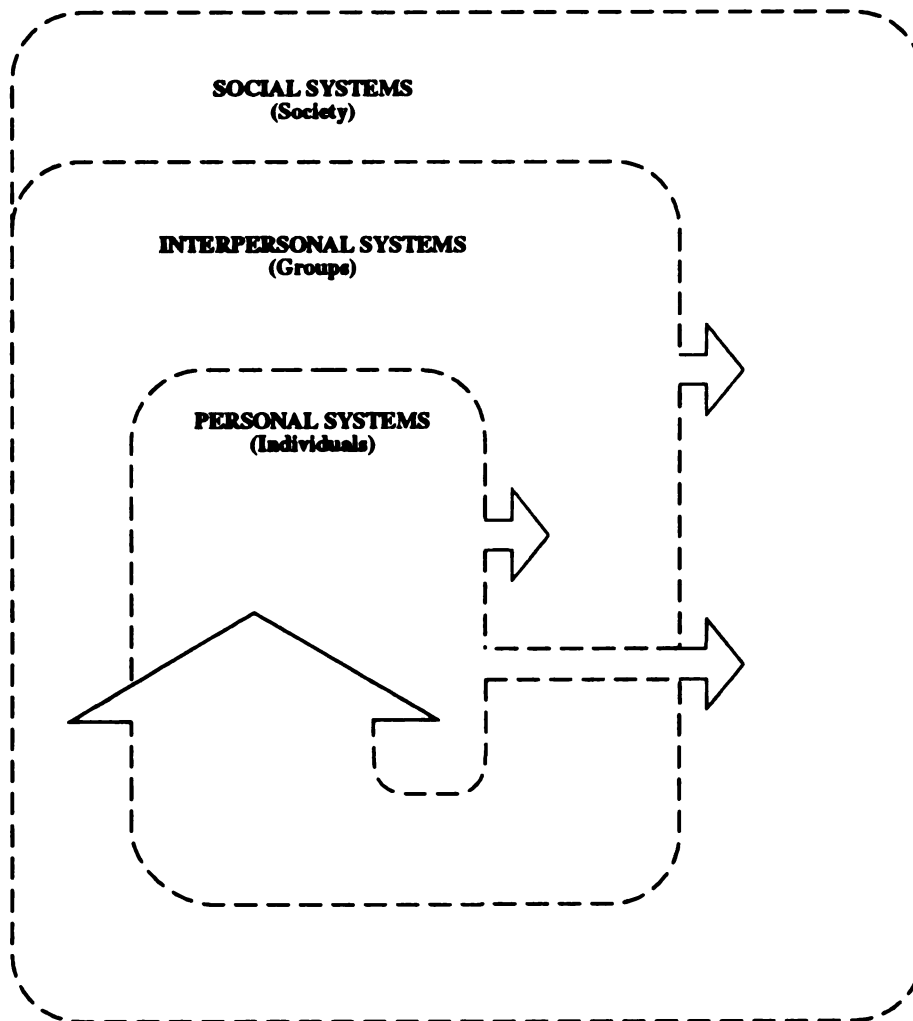 SOCIAL SYSTEMS
(Society)
INTERPERSONAL SYSTEMS
(Groups)
PERSONAL SYSTEMS
(Individuals)